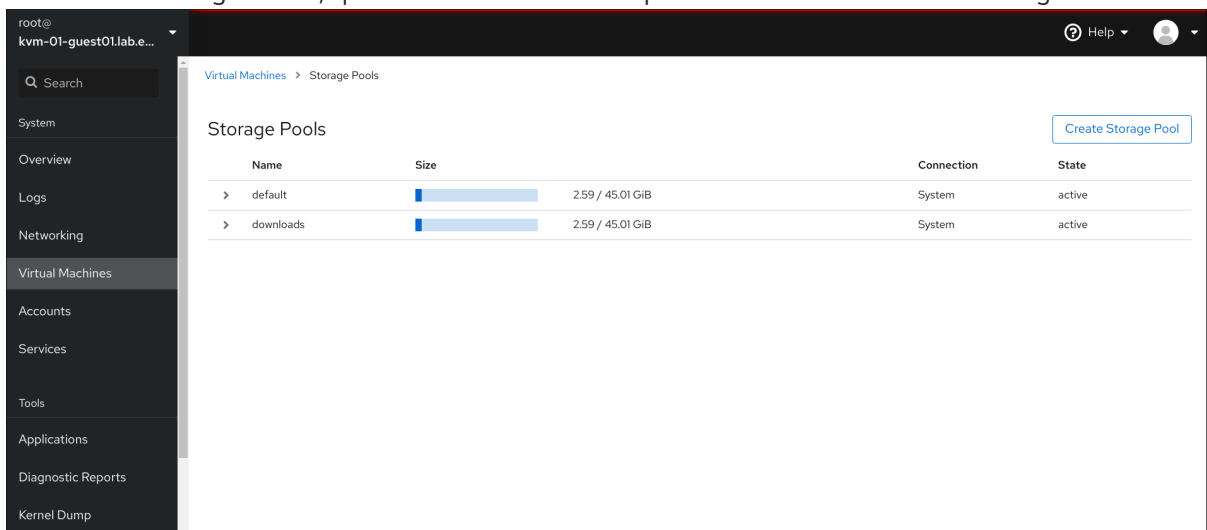 root@
kvm-01-guest01.lab.e...
Help
Search
Virtual Machines > Storage Pools
System
Storage Pools
Create Storage Pool
Overview
Name Size Connection State
Logs
> default 2.59 / 45.01 GiB System active
> downloads 2.59 / 45.01 GiB System active
Networking
Virtual Machines
Accounts
Services
Tools
Applications
Diagnostic Reports
Kernel Dump